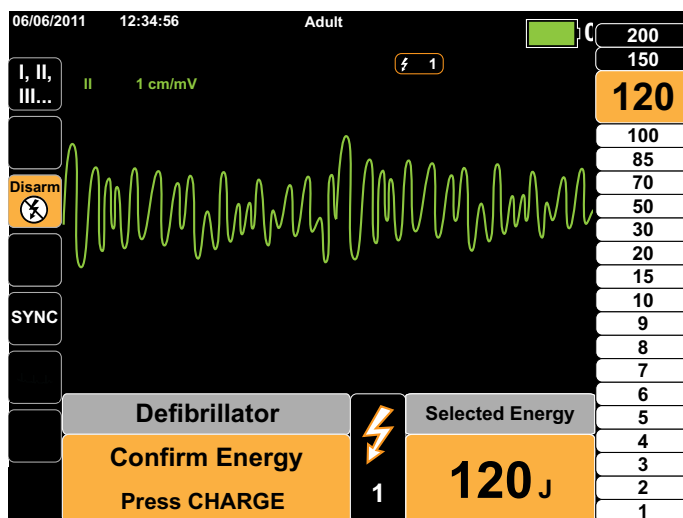 06/06/2011 12:34:56 Adult
1
I, II,
III...
II 1 cm/mV
Disarm
SYNC
200
150
120
100
85
70
50
30
20
15
10
9
8
7
6
5
4
3
2
1
Defibrillator
Confirm Energy
Press CHARGE
1
Selected Energy
120 J